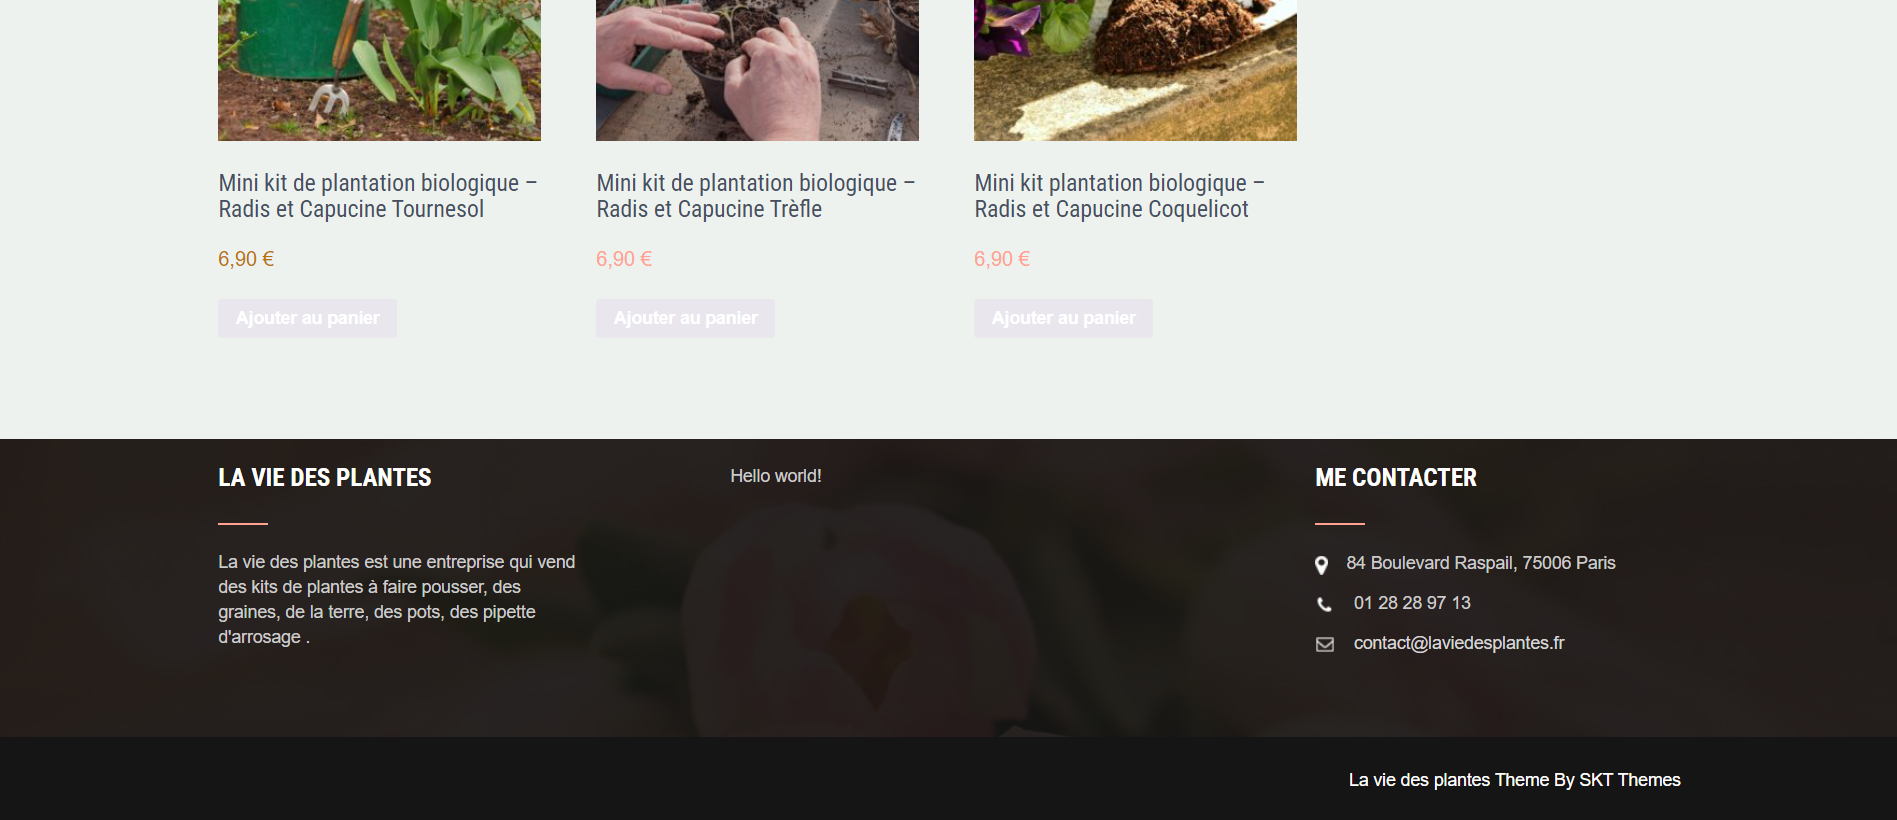 Mini kit de plantation biologique –
Radis et Capucine Tournesol
6,90 €
Ajouter au panier
Mini kit de plantation biologique –
Radis et Capucine Trèfle
6,90 €
Ajouter au panier
Mini kit plantation biologique –
Radis et Capucine Coquelicot
6,90 €
Ajouter au panier
LA VIE DES PLANTES
La vie des plantes est une entreprise qui vend
des kits de plantes à faire pousser, des
graines, de la terre, des pots, des pipette
d'arrosage .
Hello world!
ME CONTACTER
84 Boulevard Raspail, 75006 Paris
01 28 28 97 13
contact@laviedesplantes.fr
La vie des plantes Theme By SKT Themes